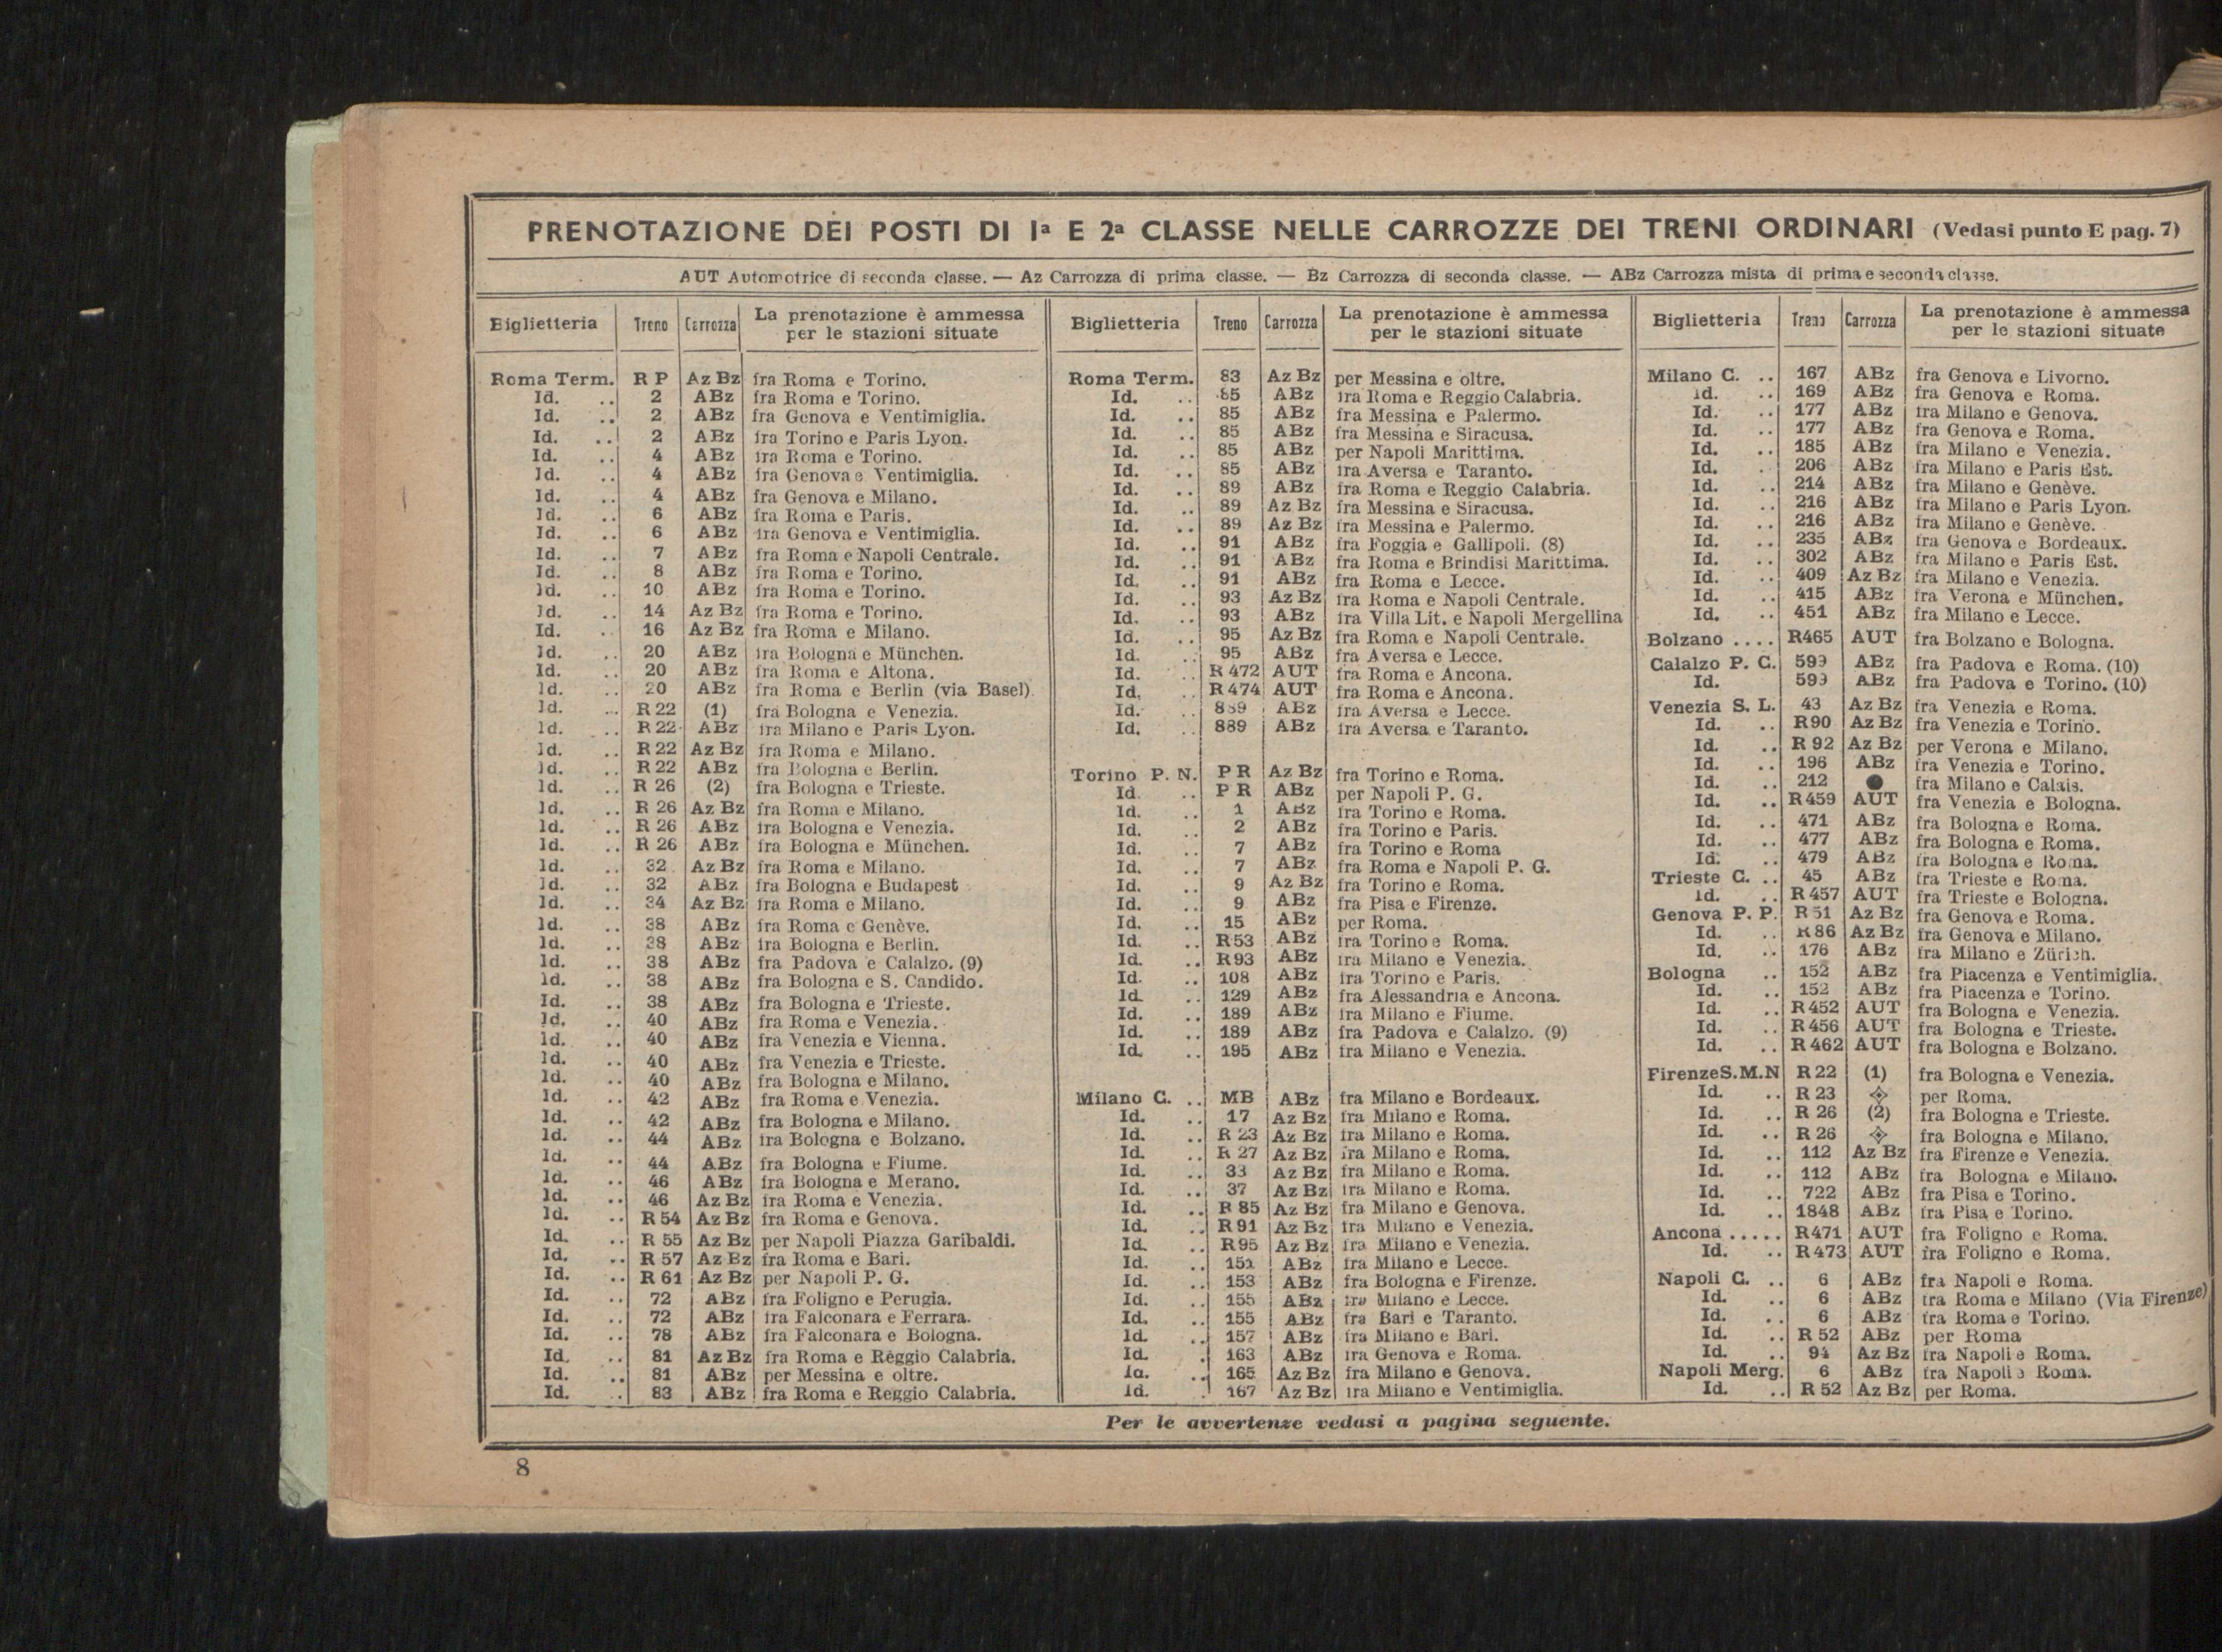 PRENOTAZIONE DEI POSTI DI Iª E 2ª CLASSE NELLE CARROZZE DEI TRENI ORDINARI (Vedasi punto E pag. 7)
AUT Automotrice di seconda classe. — Az Carrozza di prima classe. — Bz Carrozza di seconda classe. — ABz Carrozza mista di prima e seconda classe.
Biglietteria Treno Carrozza La prenotazione è ammessa per le stazioni situate
Roma Term. R P Az Bz fra Roma e Torino.
Id. .. 2 ABz fra Roma e Torino.
Id. .. 2 ABz fra Genova e Ventimiglia.
Id. .. 2 ABz fra Torino e Paris Lyon.
Id. .. 4 ABz fra Roma e Torino.
Id. .. 4 ABz fra Genova e Ventimiglia.
Id. .. 4 ABz fra Genova e Milano.
Id. .. 6 ABz fra Roma e Paris.
Id. .. 6 ABz fra Genova e Ventimiglia.
Id. .. 7 ABz fra Roma e Napoli Centrale.
Id. .. 8 ABz fra Roma e Torino.
Id. .. 10 ABz fra Roma e Torino.
Id. .. 14 Az Bz fra Roma e Torino.
Id. .. 16 Az Bz fra Roma e Milano.
Id. .. 20 ABz fra Bologna e München.
Id. .. 20 ABz fra Roma e Altona.
Id. .. 20 ABz fra Roma e Berlin (via Basel).
Id. .. R 22 (1) fra Bologna e Venezia.
Id. .. R 22 ABz fra Milano e Paris Lyon.
Id. .. R 22 Az Bz fra Roma e Milano.
Id. .. R 22 ABz fra Bologna e Berlin.
Id. .. R 26 (2) fra Bologna e Trieste.
Id. .. R 26 Az Bz fra Roma e Milano.
Id. .. R 26 ABz fra Bologna e Venezia.
Id. .. R 26 ABz fra Bologna e München.
Id. .. 32 Az Bz fra Roma e Milano.
Id. .. 32 ABz fra Bologna e Budapest
Id. .. 34 Az Bz fra Roma e Milano.
Id. .. 38 ABz fra Roma e Genève.
Id. .. 38 ABz fra Bologna e Berlin.
Id. .. 38 ABz fra Padova e Calalzo. (9)
Id. .. 38 ABz fra Bologna e S. Candido.
Id. .. 38 ABz fra Bologna e Trieste.
Id. .. 40 ABz fra Roma e Venezia.
Id. .. 40 ABz fra Venezia e Vienna.
Id. .. 40 ABz fra Venezia e Trieste.
Id. .. 40 ABz fra Bologna e Milano.
Id. .. 42 ABz fra Roma e Venezia.
Id. .. 42 ABz fra Bologna e Milano.
Id. .. 44 ABz fra Bologna e Bolzano.
Id. .. 44 ABz fra Bologna e Fiume.
Id. .. 46 ABz fra Bologna e Merano.
Id. .. 46 Az Bz fra Roma e Venezia.
Id. .. R 54 Az Bz fra Roma e Genova.
Id. .. R 55 Az Bz per Napoli Piazza Garibaldi.
Id. .. R 57 Az Bz fra Roma e Bari.
Id. .. R 61 Az Bz per Napoli P. G.
Id. .. 72 ABz fra Foligno e Perugia.
Id. .. 72 ABz fra Falconara e Ferrara.
Id. .. 78 ABz fra Falconara e Bologna.
Id. .. 81 Az Bz fra Roma e Reggio Calabria.
Id. .. 81 ABz per Messina e oltre.
Id. .. 83 ABz fra Roma e Reggio Calabria.
Biglietteria Treno Carrozza La prenotazione è ammessa per le stazioni situate
Roma Term. 83 Az Bz per Messina e oltre.
Id. .. 85 ABz fra Roma e Reggio Calabria.
Id. .. 85 ABz fra Messina e Palermo.
Id. .. 85 ABz fra Messina e Siracusa.
Id. .. 85 ABz per Napoli Marittima.
Id. .. 85 ABz fra Aversa e Taranto.
Id. .. 89 ABz fra Roma e Reggio Calabria.
Id. .. 89 Az Bz fra Messina e Siracusa.
Id. .. 89 Az Bz fra Messina e Palermo.
Id. .. 91 ABz fra Foggia e Gallipoli. (8)
Id. .. 91 ABz fra Roma e Brindisi Marittima.
Id. .. 91 ABz fra Roma e Lecce.
Id. .. 93 Az Bz fra Roma e Napoli Centrale.
Id. .. 93 ABz fra Villa Lit. e Napoli Mergellina
Id. .. 95 Az Bz fra Roma e Napoli Centrale.
Id. .. 95 ABz fra Aversa e Lecce.
Id. .. R 472 AUT fra Roma e Ancona.
Id. .. R 474 AUT fra Roma e Ancona.
Id. .. 889 ABz fra Aversa e Lecce.
Id. .. 889 ABz fra Aversa e Taranto.
Torino P. N. P R Az Bz fra Torino e Roma.
Id. .. P R ABz per Napoli P. G.
Id. .. 1 ABz fra Torino e Roma.
Id. .. 2 ABz fra Torino e Paris.
Id. .. 7 ABz fra Torino e Roma
Id. .. 7 ABz fra Roma e Napoli P. G.
Id. .. 9 Az Bz fra Torino e Roma.
Id. .. 9 ABz fra Pisa e Firenze.
Id. .. 15 ABz per Roma.
Id. .. R 53 ABz fra Torino e Roma.
Id. .. R 93 ABz fra Milano e Venezia.
Id. .. 108 ABz fra Torino e Paris.
Id. .. 129 ABz fra Alessandria e Ancona.
Id. .. 189 ABz fra Milano e Fiume.
Id. .. 189 ABz fra Padova e Calalzo. (9)
Id. .. 195 ABz fra Milano e Venezia.
Milano C. .. MB ABz fra Milano e Bordeaux.
Id. .. 17 Az Bz fra Milano e Roma.
Id. .. R 23 Az Bz fra Milano e Roma.
Id. .. R 27 Az Bz fra Milano e Roma.
Id. .. 33 Az Bz fra Milano e Roma.
Id. .. 37 Az Bz fra Milano e Roma.
Id. .. R 85 Az Bz fra Milano e Genova.
Id. .. R 91 Az Bz fra Milano e Venezia.
Id. .. R 95 Az Bz fra Milano e Venezia.
Id. .. ABz fra Milano e Lecce.
Id. .. 153 ABz fra Bologna e Firenze.
Id. .. 155 ABz fra Milano e Lecce.
Id. .. 155 ABz fra Bari e Taranto.
Id. .. 157 ABz fra Milano e Bari.
Id. . 163 ABz fra Genova e Roma.
Id. .. 165 Az Bz fra Milano e Genova.
Id. . 167 Az Bz fra Milano e Ventimiglia.
Biglietteria Treno Carrozza La prenotazione è ammessa per le stazioni situate
Milano C. .. 167 ABz fra Genova e Livorno.
Id. .. 169 ABz fra Genova e Roma.
Id. .. 177 ABz fra Milano e Genova.
Id. .. 177 ABz fra Genova e Roma.
Id. .. 185 ABz fra Milano e Venezia.
Id. .. 206 ABz fra Milano e Paris Est.
Id. .. 214 ABz fra Milano e Genève.
Id. .. 216 ABz fra Milano e Paris Lyon.
Id. .. 216 ABz fra Milano e Genève.
Id. .. 235 ABz fra Genova e Bordeaux.
Id. .. 302 ABz fra Milano e Paris Est.
Id. .. 409 Az Bz fra Milano e Venezia.
Id. .. 415 ABz fra Verona e München.
Id. .. 451 ABz fra Milano e Lecce.
Bolzano .... R465 AUT fra Bolzano e Bologna.
Calalzo P. C. 599 ABz fra Padova e Roma. (10)
Id. 599 ABz fra Padova e Torino. (10)
Venezia S. L. 43 Az Bz fra Venezia e Roma.
Id. .. R 90 Az Bz fra Venezia e Torino.
Id. .. R 92 Az Bz per Verona e Milano.
Id. .. 196 ABz fra Venezia e Torino.
Id. .. 212 ● fra Milano e Calais.
Id. .. R 459 AUT fra Venezia e Bologna.
Id. .. 471 ABz fra Bologna e Roma.
Id. .. 477 ABz fra Bologna e Roma.
Id. .. 479 ABz fra Bologna e Roma.
Trieste C. .. 45 ABz fra Trieste e Roma.
Id. .. R 457 AUT fra Trieste e Bologna.
Genova P. P. R 51 Az Bz fra Genova e Roma.
Id. .. R 86 Az Bz fra Genova e Milano.
Id. .. 176 ABz fra Milano e Zürich.
Bologna .. 152 ABz fra Piacenza e Ventimiglia.
Id. .. 152 ABz fra Piacenza e Torino.
Id. .. R 452 AUT fra Bologna e Venezia.
Id. .. R 456 AUT fra Bologna e Trieste.
Id. .. R 462 AUT fra Bologna e Bolzano.
Firenze S.M.N R 22 (1) fra Bologna e Venezia.
Id. .. R 23 per Roma.
Id. .. R 26 (2) fra Bologna e Trieste.
Id. .. R 26 fra Bologna e Milano.
Id. .. 112 Az Bz fra Firenze e Venezia.
Id. .. 112 ABz fra Bologna e Milano.
Id. .. 722 ABz fra Pisa e Torino.
Id. .. 1848 ABz fra Pisa e Torino.
Ancona ..... R471 AUT fra Foligno e Roma.
Id. .. R473 AUT fra Foligno e Roma.
Napoli C. .. 6 ABz fra Napoli e Roma.
Id. .. 6 ABz fra Roma e Milano (Via Firenze)
Id. .. 6 ABz fra Roma e Torino.
Id. .. R 52 ABz per Roma
Id. .. 94 Az Bz fra Napoli e Roma.
Napoli Merg. 6 ABz fra Napoli e Roma.
Id. .. R 52 Az Bz per Roma.
Per le avvertenze vedasi a pagina seguente.
8